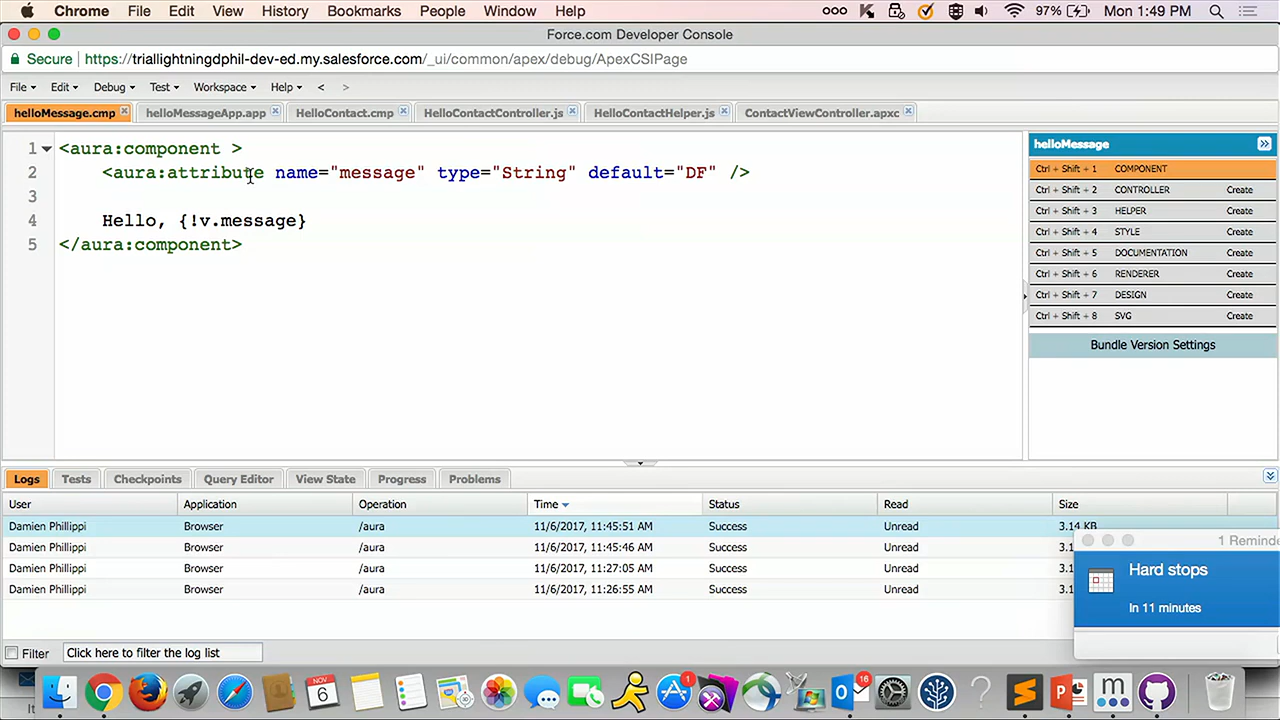 Chrome File Edit View History Bookmarks People Window Help 97% Mon 1:49 PM
Force.com Developer Console
Secure https://triallightningdphil-dev-ed.my.salesforce.com/_ui/common/apex/debug/ApexCSIPage
File Edit Debug Test Workspace Help < >
helloMessage.cmp helloMessageApp.app HelloContact.cmp HelloContactController.js HelloContactHelper.js ContactViewController.apxc
1 <aura:component >
2 <aura:attribute name="message" type="String" default="DF" />
3
4 Hello, {!v.message}
5 </aura:component>
helloMessage
Ctrl + Shift + 1 COMPONENT
Ctrl + Shift + 2 CONTROLLER Create
Ctrl + Shift + 3 HELPER Create
Ctrl + Shift + 4 STYLE Create
Ctrl + Shift + 5 DOCUMENTATION Create
Ctrl + Shift + 6 RENDERER Create
Ctrl + Shift + 7 DESIGN Create
Ctrl + Shift + 8 SVG Create
Bundle Version Settings
Logs Tests Checkpoints Query Editor View State Progress Problems
User Application Operation Time Status Read Size
Damien Phillippi Browser /aura 11/6/2017, 11:45:51 AM Success Unread 3.14 KB
Damien Phillippi Browser /aura 11/6/2017, 11:45:46 AM Success Unread
Damien Phillippi Browser /aura 11/6/2017, 11:27:05 AM Success Unread
Damien Phillippi Browser /aura 11/6/2017, 11:26:55 AM Success Unread
1 Reminde
Hard stops
In 11 minutes
Filter Click here to filter the log list
NOV
6
1
16